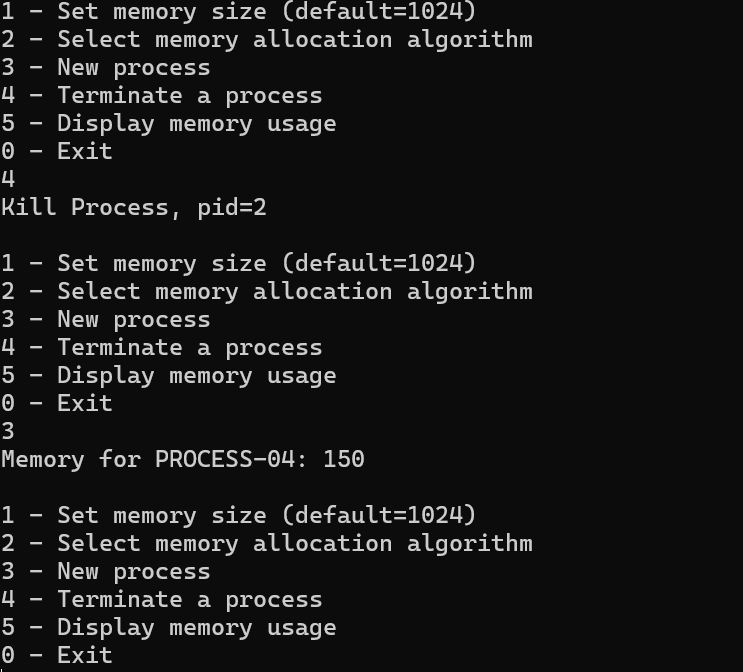 1 - Set memory size (default=1024)
2 - Select memory allocation algorithm
3 - New process
4 - Terminate a process
5 - Display memory usage
0 - Exit
4
Kill Process, pid=2
1 - Set memory size (default=1024)
2 - Select memory allocation algorithm
3 - New process
4 - Terminate a process
5 - Display memory usage
0 - Exit
3
Memory for PROCESS-04: 150
1 - Set memory size (default=1024)
2 - Select memory allocation algorithm
3 - New process
4 - Terminate a process
5 - Display memory usage
0 - Exit